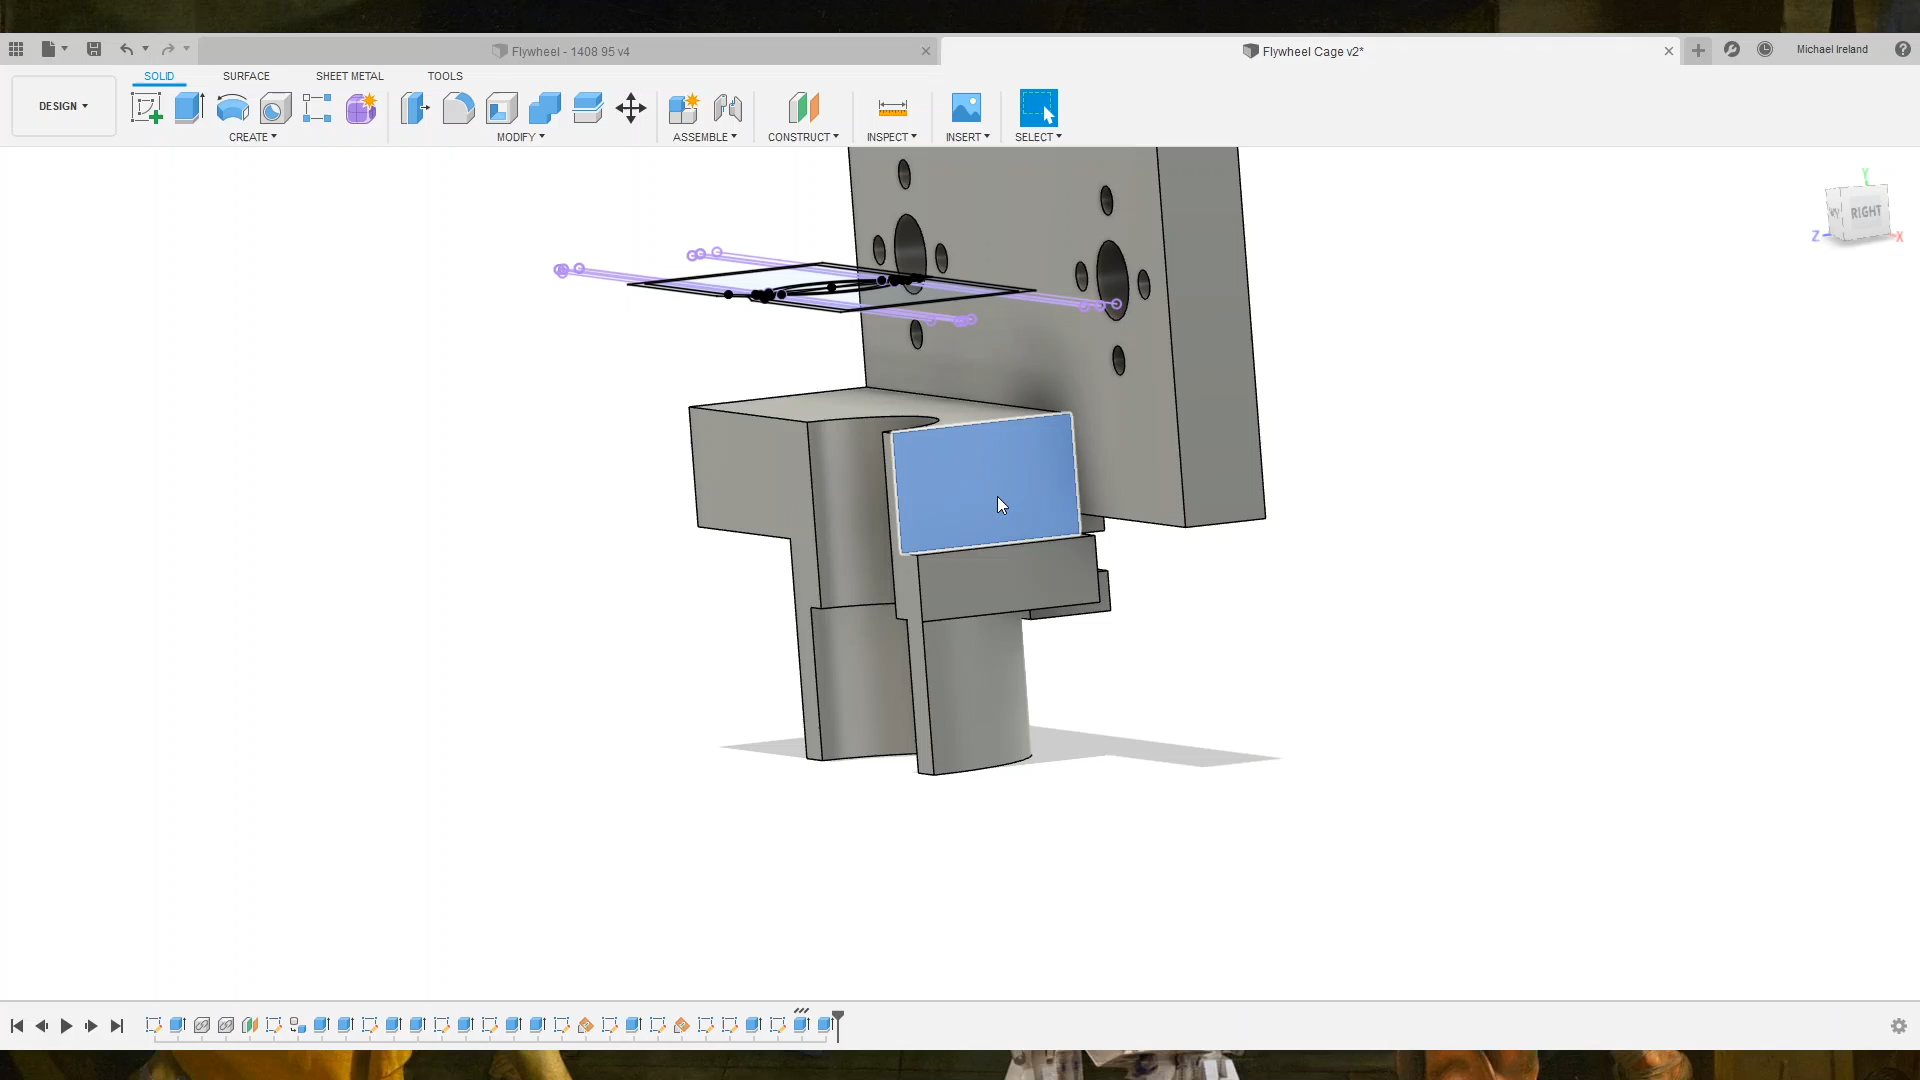 Flywheel - 1408 95 v4
Flywheel Cage v2*
Michael Ireland
SOLID
SURFACE
SHEET METAL
TOOLS
DESIGN
CREATE
MODIFY
ASSEMBLE
CONSTRUCT
INSPECT
INSERT
SELECT
Y
RIGHT
Z
X